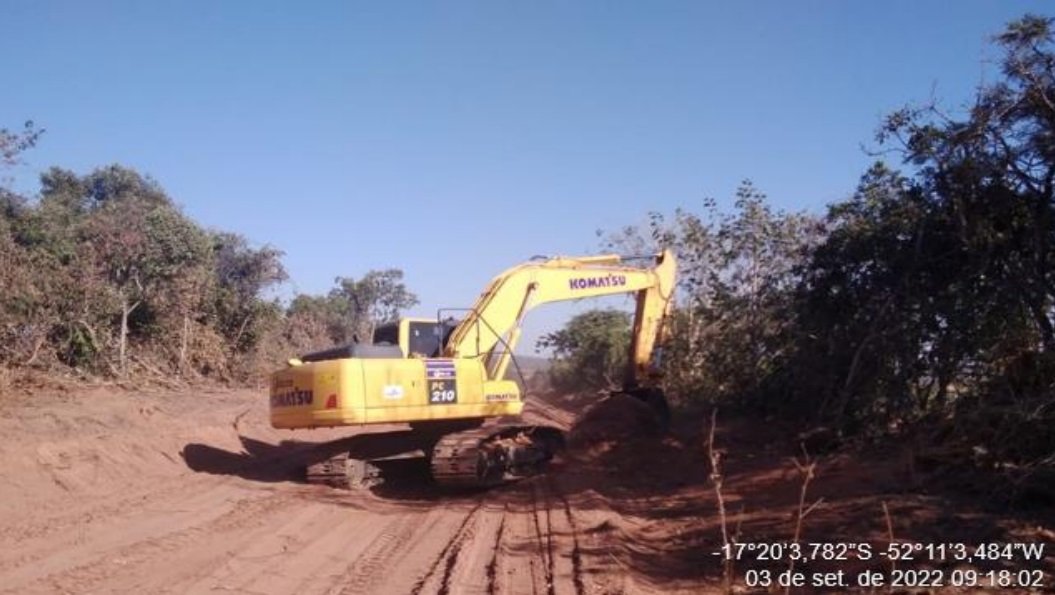 KOMATSU
KOMATSU
PC
210
KOMATSU
-17°20'3,782"S -52°11'3,484"W
03 de set. de 2022 09:18:02